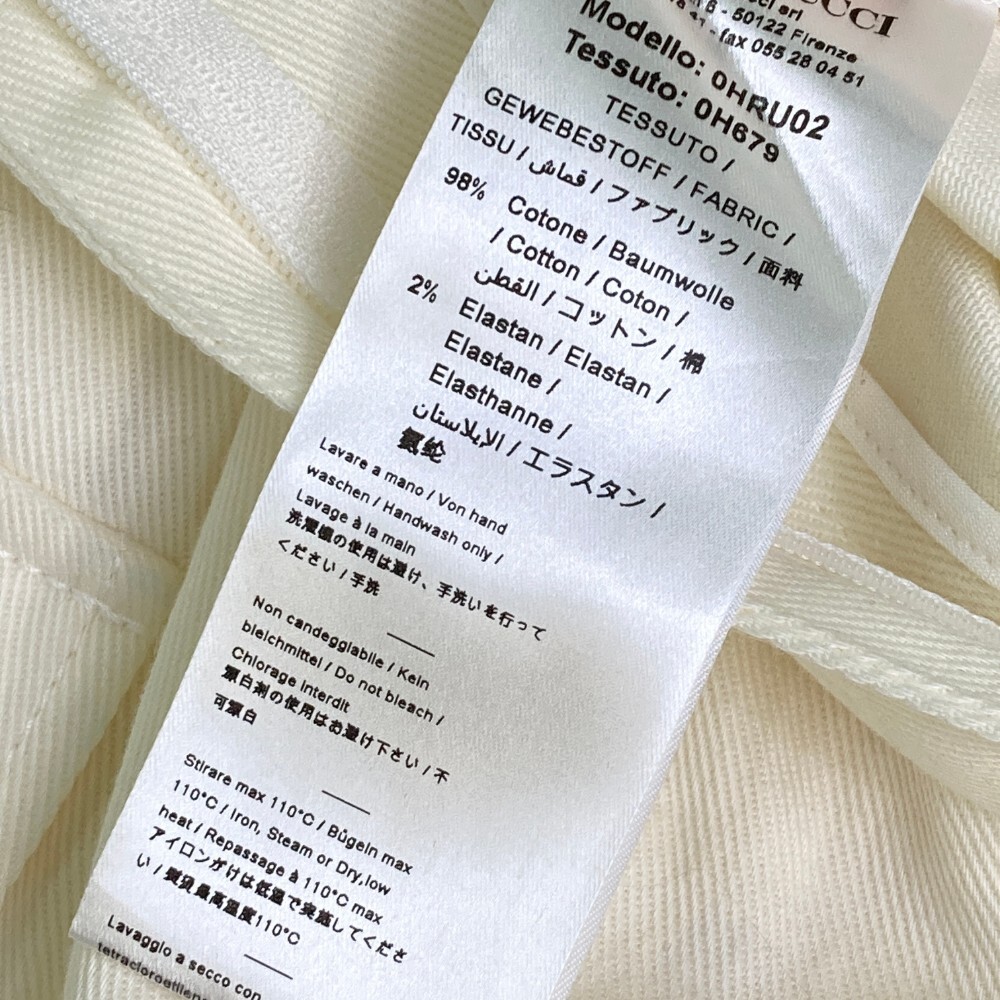 UCCI
srl
50122 Firenze
fax 055 28 04 51
Modello: 0HRU02
Tessuto: 0H679
TESSUTO /
GEWEBESTOFF / FABRIC /
TISSU / قماش / ファブリック / 面料
98% Cotone / Baumwolle
/ Cotton / Coton /
القطن / コットン / 棉
2% Elastan / Elastan /
Elastane /
Elasthanne /
الإيلاستان / エラスタン /
氨纶
Lavare a mano / Von hand
waschen / Handwash only /
Lavage à la main
洗濯機の使用は避け、手洗いを行って
ください / 手洗
Non candeggiabile / Kein
bleichmittel / Do not bleach /
Chlorage interdit
漂白剤の使用はお避け下さい / 不
可漂白
Stirare max 110°C / Bügeln max
110°C / Iron, Steam or Dry,low
heat / Repassage à 110°C max
アイロンがけは低温で実施してくださ
い / 熨烫最高温度110°C
Lavaggio a secco con